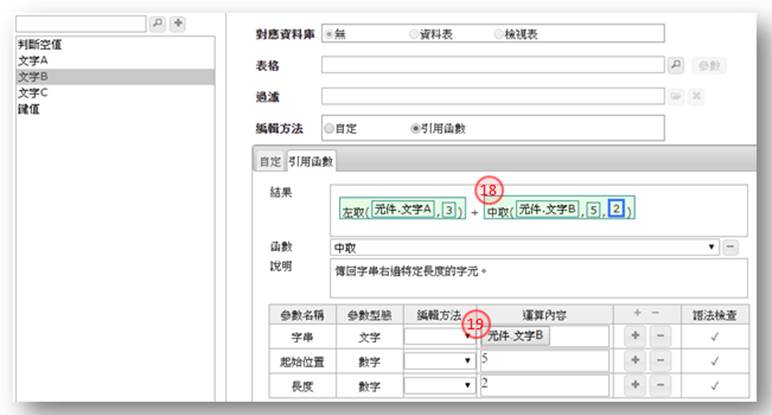 判斷空值
文字A
文字B
文字C
鍵值
對應資料庫 無 資料表 檢視表
表格 參數
過濾
編輯方法 自定 引用函數
自定 引用函數
18
結果
左取( 元件.文字A , 3 ) + 中取( 元件.文字B , 5 , 2 )
函數 中取
說明 傳回字串右邊特定長度的字元。
參數名稱 參數型態 編輯方法 運算內容 + - 語法檢查
19
字串 文字 元件.文字B + - ✓
起始位置 數字 5 + - ✓
長度 數字 2 + - ✓